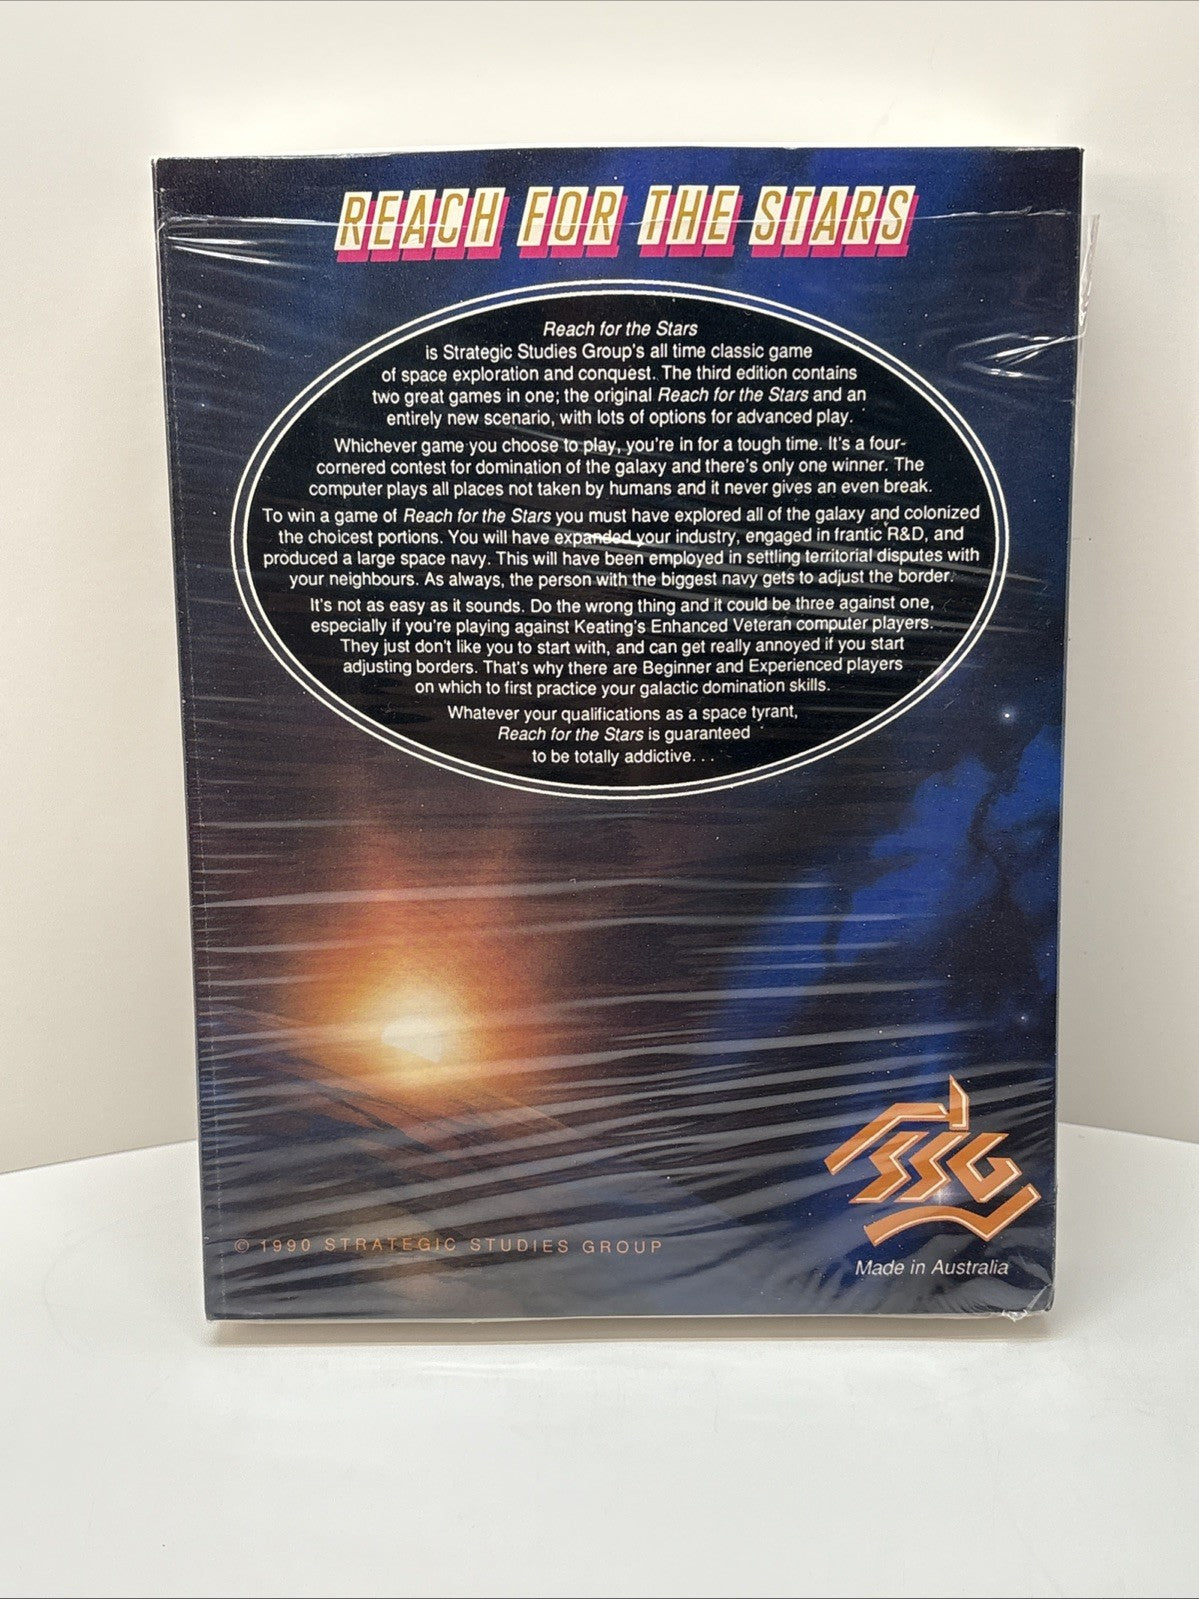 REACH FOR THE STARS
Reach for the Stars
is Strategic Studies Group's all time classic game
of space exploration and conquest. The third edition contains
two great games in one; the original Reach for the Stars and an
entirely new scenario, with lots of options for advanced play.
Whichever game you choose to play, you're in for a tough time. It's a four-
cornered contest for domination of the galaxy and there's only one winner. The
computer plays all places not taken by humans and it never gives an even break.
To win a game of Reach for the Stars you must have explored all of the galaxy and colonized
the choicest portions. You will have expanded your industry, engaged in frantic R&D, and
produced a large space navy. This will have been employed in settling territorial disputes with
your neighbours. As always, the person with the biggest navy gets to adjust the border.
It's not as easy as it sounds. Do the wrong thing and it could be three against one,
especially if you're playing against Keating's Enhanced Veteran computer players.
They just don't like you to start with, and can get really annoyed if you start
adjusting borders. That's why there are Beginner and Experienced players
on which to first practice your galactic domination skills.
Whatever your qualifications as a space tyrant,
Reach for the Stars is guaranteed
to be totally addictive. . .
SSG
© 1990 STRATEGIC STUDIES GROUP
Made in Australia